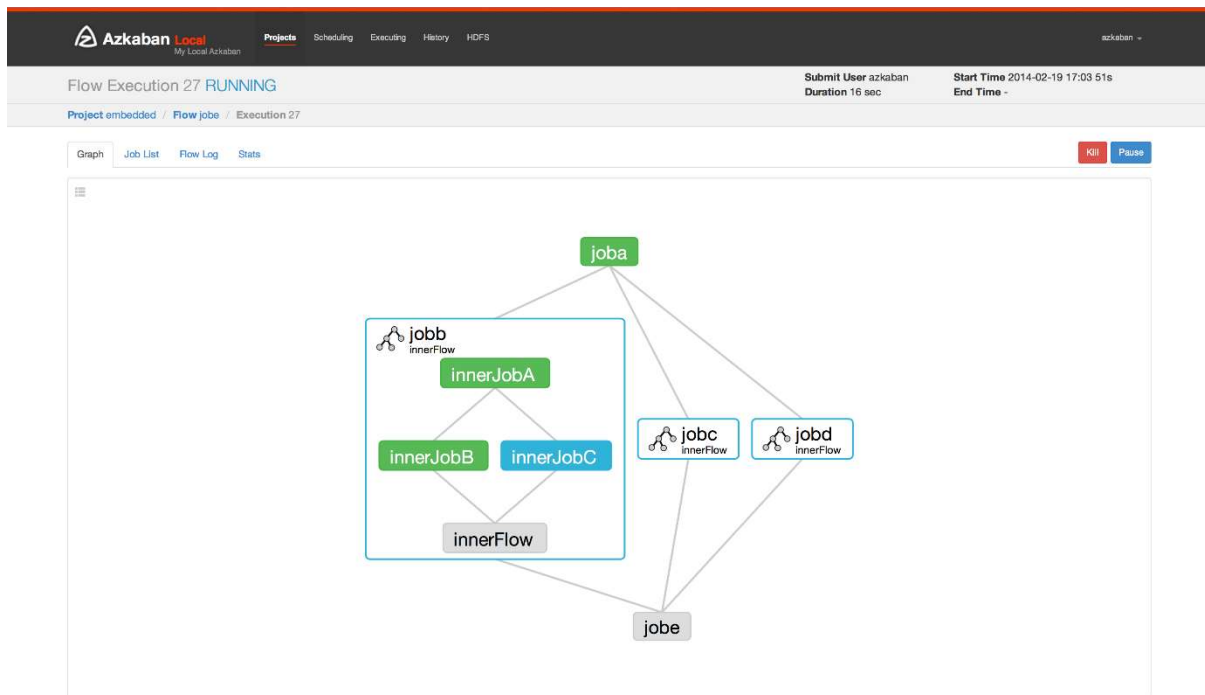 Azkaban Local
My Local Azkaban
Projects Scheduling Executing History HDFS
azkaban
Flow Execution 27 RUNNING
Submit User azkaban
Duration 16 sec
Start Time 2014-02-19 17:03 51s
End Time -
Project embedded / Flow jobe / Execution 27
Graph Job List Flow Log Stats
Kill Pause
joba
jobb
innerFlow
innerJobA
innerJobB innerJobC
innerFlow
jobc
innerFlow
jobd
innerFlow
jobe